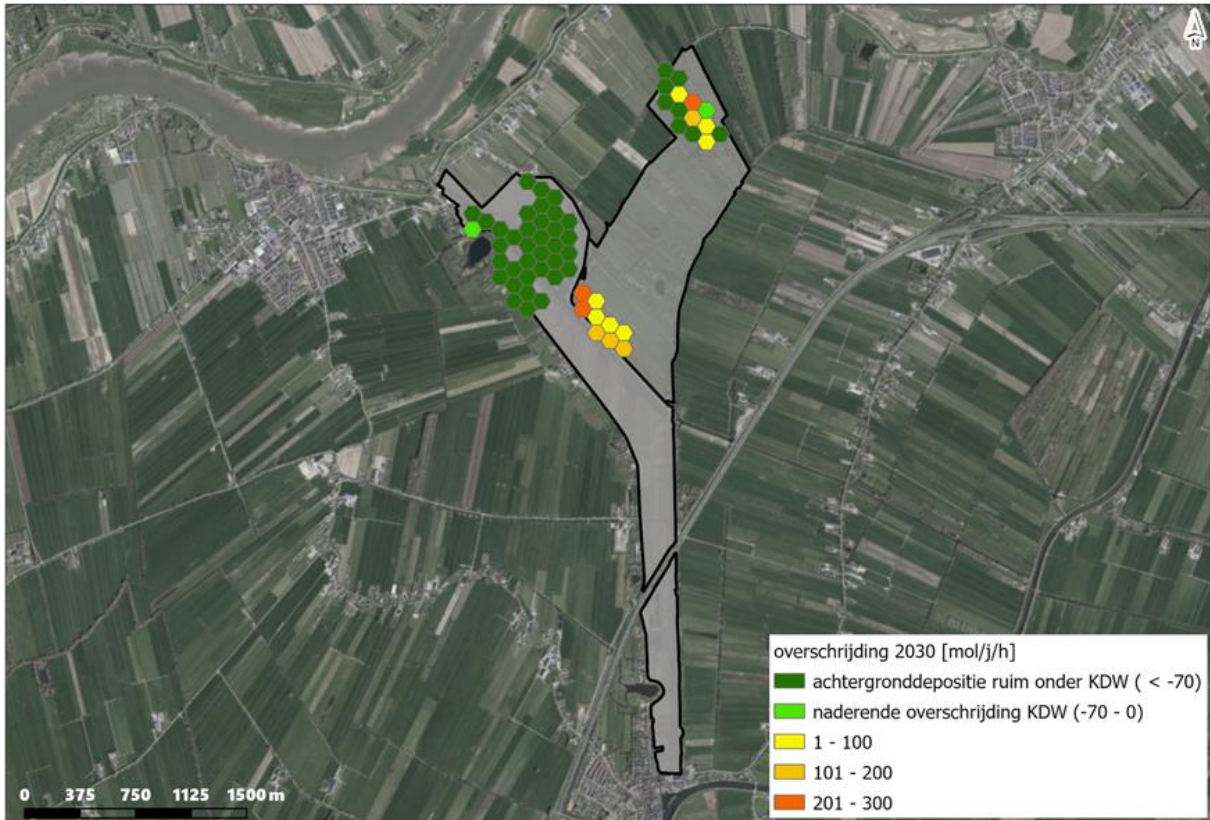 N
overschrijding 2030 [mol/j/h]
achtergronddepositie ruim onder KDW ( < -70)
naderende overschrijding KDW (-70 - 0)
1 - 100
101 - 200
201 - 300
0 375 750 1125 1500 m